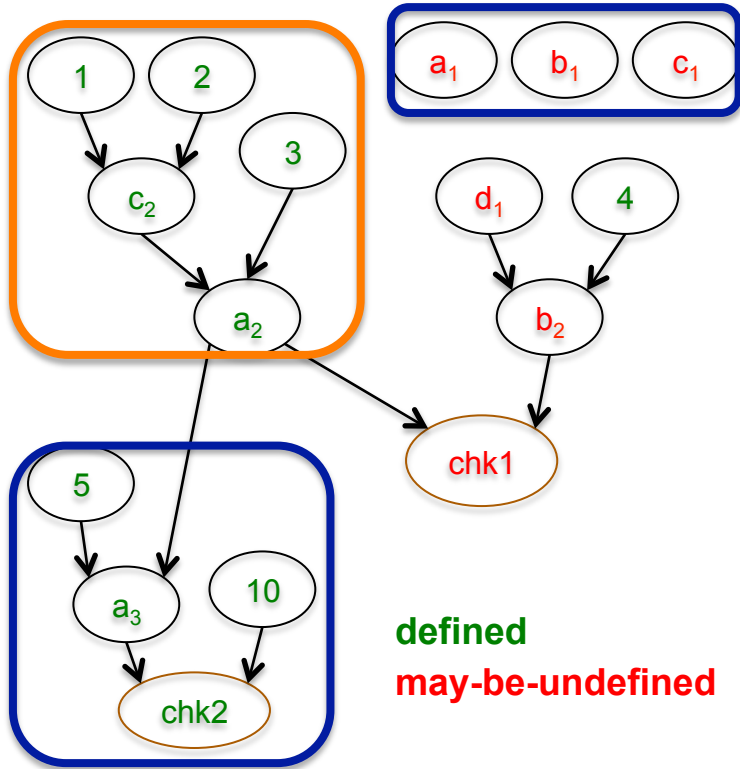 1
2
a₁
b₁
c₁
3
c₂
d₁
4
a₂
b₂
chk1
5
10
a₃
chk2
defined
may-be-undefined